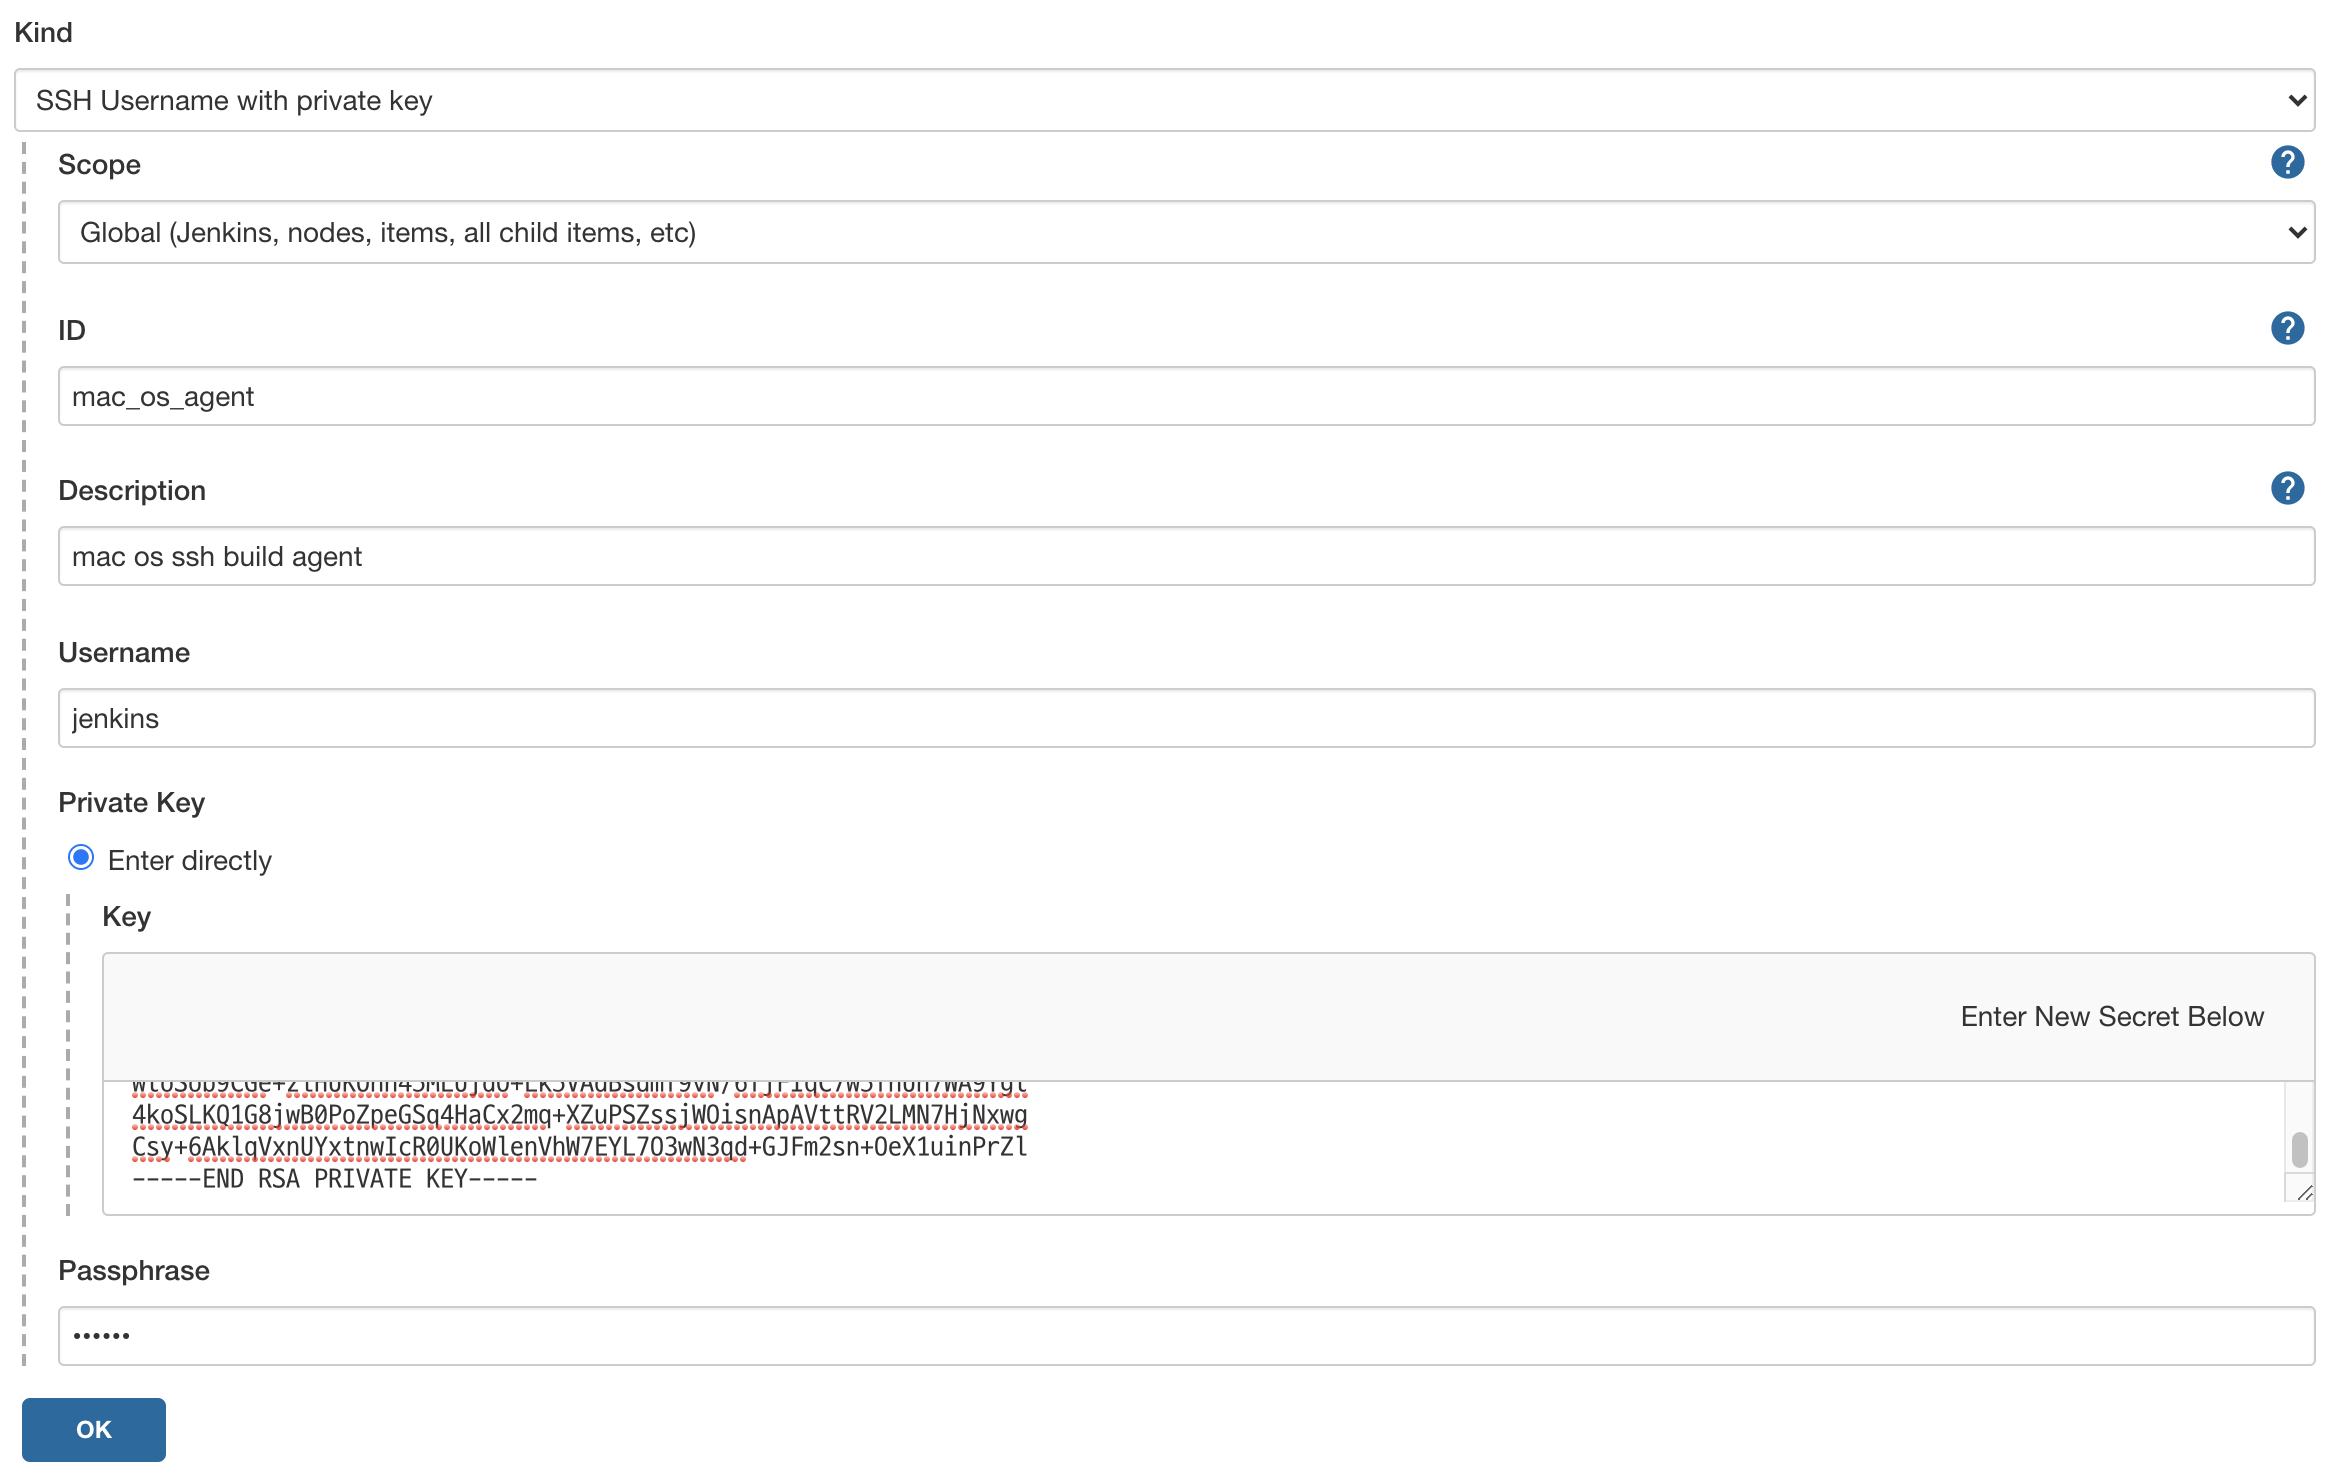 Kind
SSH Username with private key
Scope
?
Global (Jenkins, nodes, items, all child items, etc)
ID
?
mac_os_agent
Description
?
mac os ssh build agent
Username
jenkins
Private Key
Enter directly
Key
Enter New Secret Below
4koSLKQ1G8jwB0PoZpeGSq4HaCx2mq+XZuPSZssjWOisnApAVttRV2LMN7HjNxwg
Csy+6AklqVxnUYxtnwIcR0UKoWlenVhW7EYL7O3wN3qd+GJFm2sn+OeX1uinPrZl
-----END RSA PRIVATE KEY-----
Passphrase
••••••
OK